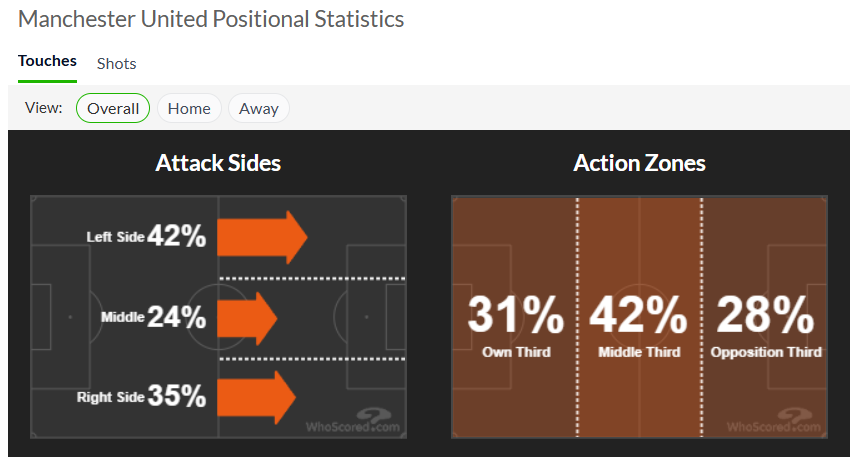 Manchester United Positional Statistics
Touches Shots
View: Overall Home Away
Attack Sides
Left Side 42%
Middle 24%
Right Side 35%
WhoScored.com
Action Zones
31% 42% 28%
Own Third Middle Third Opposition Third
WhoScored.com